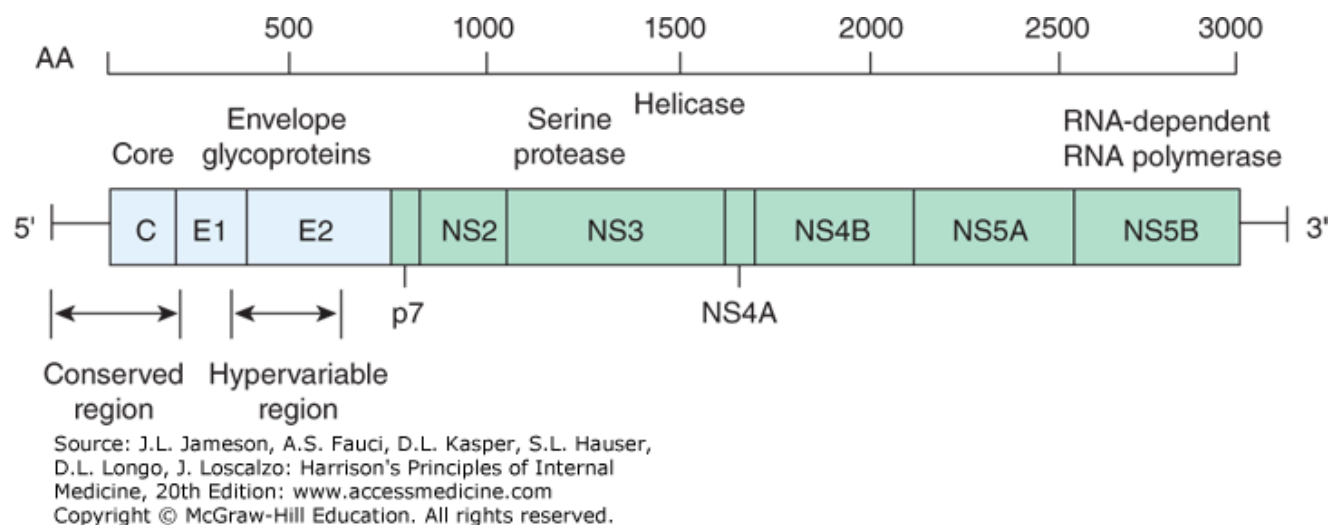 500 1000 1500 2000 2500 3000
AA
Helicase
Envelope glycoproteins
Serine protease
RNA-dependent RNA polymerase
Core
5' C E1 E2 NS2 NS3 NS4B NS5A NS5B 3'
p7 NS4A
Conserved region
Hypervariable region
Source: J.L. Jameson, A.S. Fauci, D.L. Kasper, S.L. Hauser,
D.L. Longo, J. Loscalzo: Harrison's Principles of Internal
Medicine, 20th Edition: www.accessmedicine.com
Copyright © McGraw-Hill Education. All rights reserved.